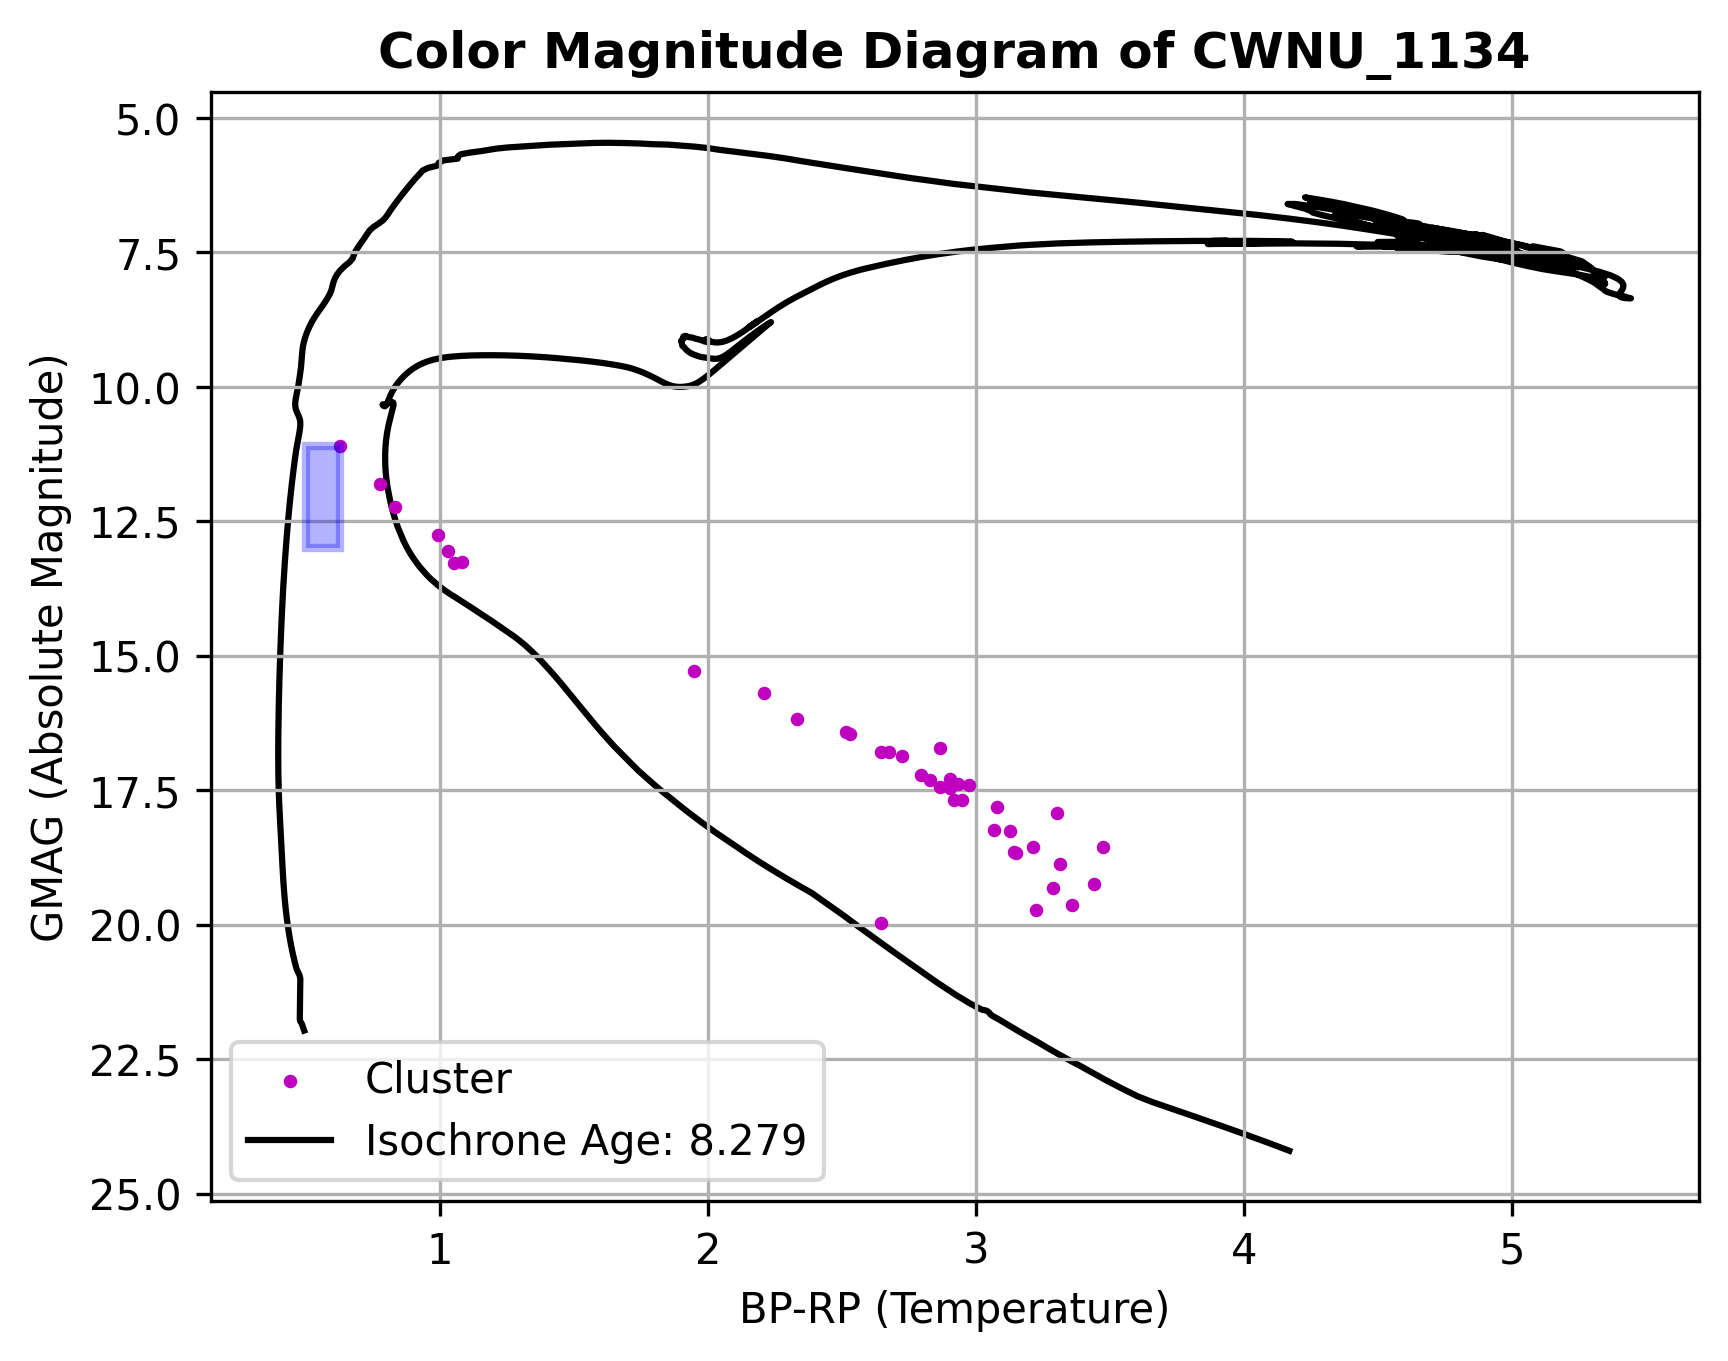 Color Magnitude Diagram of CWNU_1134
GMAG (Absolute Magnitude)
5.0
7.5
10.0
12.5
15.0
17.5
20.0
22.5
25.0
Cluster
Isochrone Age: 8.279
1 2 3 4 5
BP-RP (Temperature)